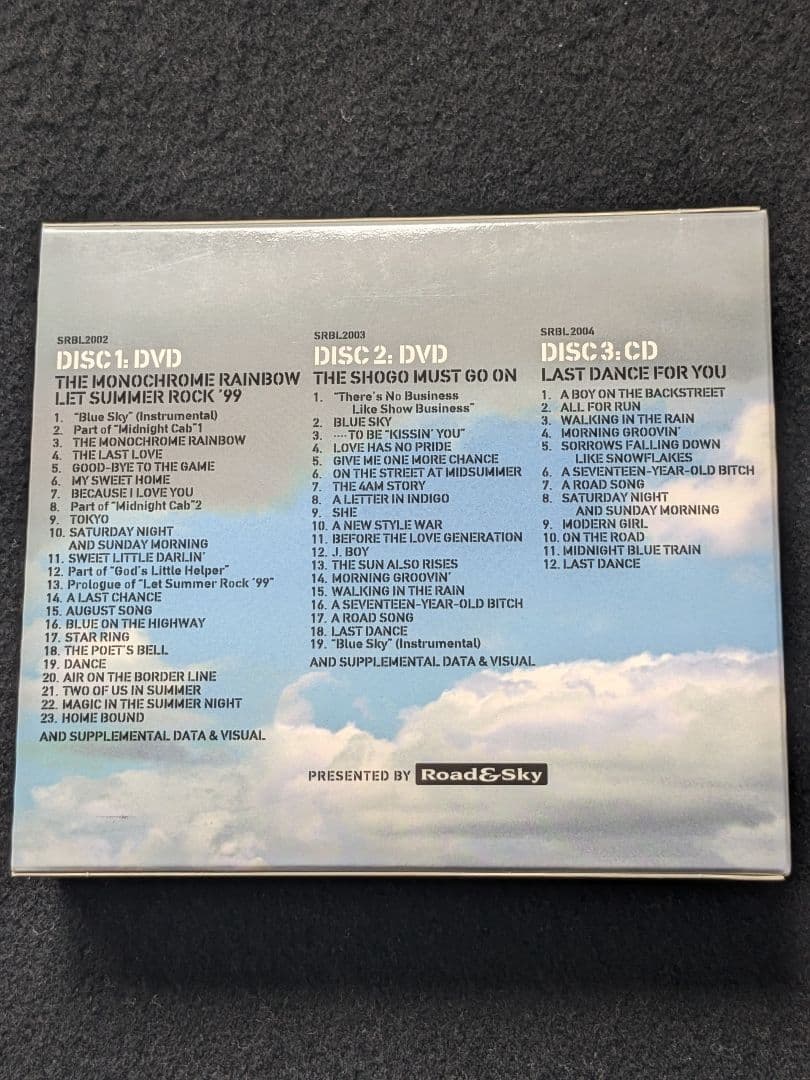 SRBL2002
DISC 1: DVD
THE MONOCHROME RAINBOW
LET SUMMER ROCK '99
1. "Blue Sky" (Instrumental)
2. Part of "Midnight Cab"1
3. THE MONOCHROME RAINBOW
4. THE LAST LOVE
5. GOOD-BYE TO THE GAME
6. MY SWEET HOME
7. BECAUSE I LOVE YOU
8. Part of "Midnight Cab"2
9. TOKYO
10. SATURDAY NIGHT
AND SUNDAY MORNING
11. SWEET LITTLE DARLIN'
12. Part of "God's Little Helper"
13. Prologue of "Let Summer Rock '99"
14. A LAST CHANCE
15. AUGUST SONG
16. BLUE ON THE HIGHWAY
17. STAR RING
18. THE POET'S BELL
19. DANCE
20. AIR ON THE BORDER LINE
21. TWO OF US IN SUMMER
22. MAGIC IN THE SUMMER NIGHT
23. HOME BOUND
AND SUPPLEMENTAL DATA & VISUAL
SRBL2003
DISC 2: DVD
THE SHOGO MUST GO ON
1. "There's No Business
Like Show Business"
2. BLUE SKY
3. ····TO BE "KISSIN' YOU"
4. LOVE HAS NO PRIDE
5. GIVE ME ONE MORE CHANCE
6. ON THE STREET AT MIDSUMMER
7. THE 4AM STORY
8. A LETTER IN INDIGO
9. SHE
10. A NEW STYLE WAR
11. BEFORE THE LOVE GENERATION
12. J. BOY
13. THE SUN ALSO RISES
14. MORNING GROOVIN'
15. WALKING IN THE RAIN
16. A SEVENTEEN-YEAR-OLD BITCH
17. A ROAD SONG
18. LAST DANCE
19. "Blue Sky" (Instrumental)
AND SUPPLEMENTAL DATA & VISUAL
SRBL2004
DISC 3: CD
LAST DANCE FOR YOU
1. A BOY ON THE BACKSTREET
2. ALL FOR RUN
3. WALKING IN THE RAIN
4. MORNING GROOVIN'
5. SORROWS FALLING DOWN
LIKE SNOWFLAKES
6. A SEVENTEEN-YEAR-OLD BITCH
7. A ROAD SONG
8. SATURDAY NIGHT
AND SUNDAY MORNING
9. MODERN GIRL
10. ON THE ROAD
11. MIDNIGHT BLUE TRAIN
12. LAST DANCE
PRESENTED BY Road&Sky